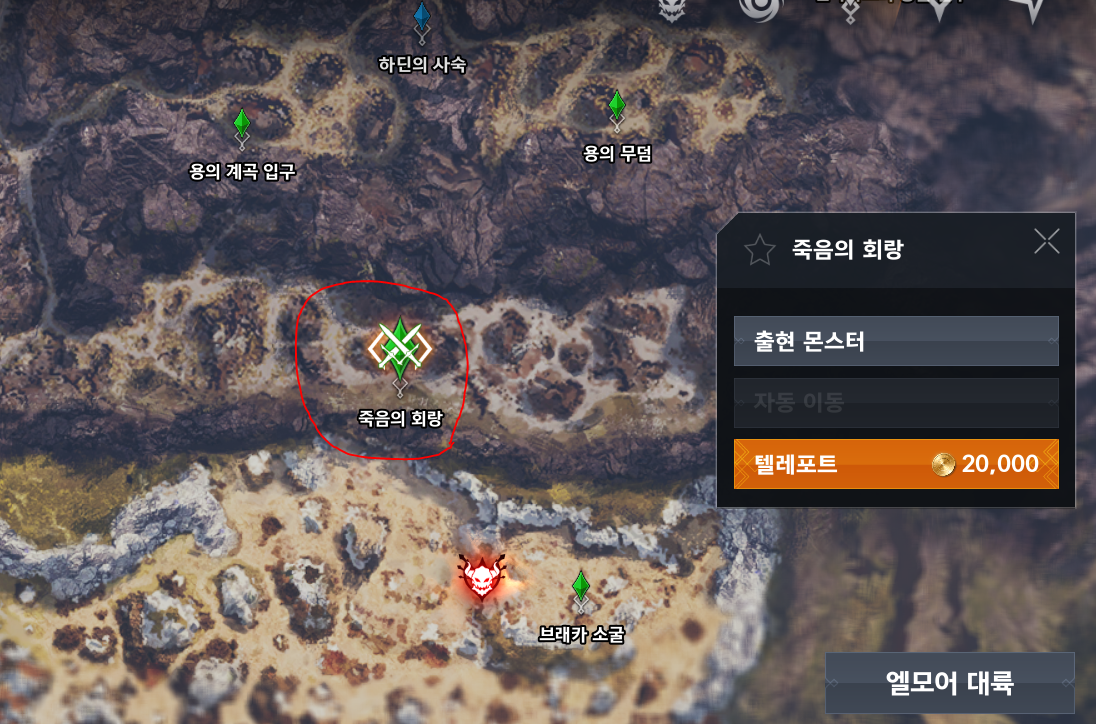 하딘의 사숙
용의 계곡 입구
용의 무덤
죽음의 회랑
브래카 소굴
죽음의 회랑
출현 몬스터
자동 이동
텔레포트 20,000
엘모어 대륙